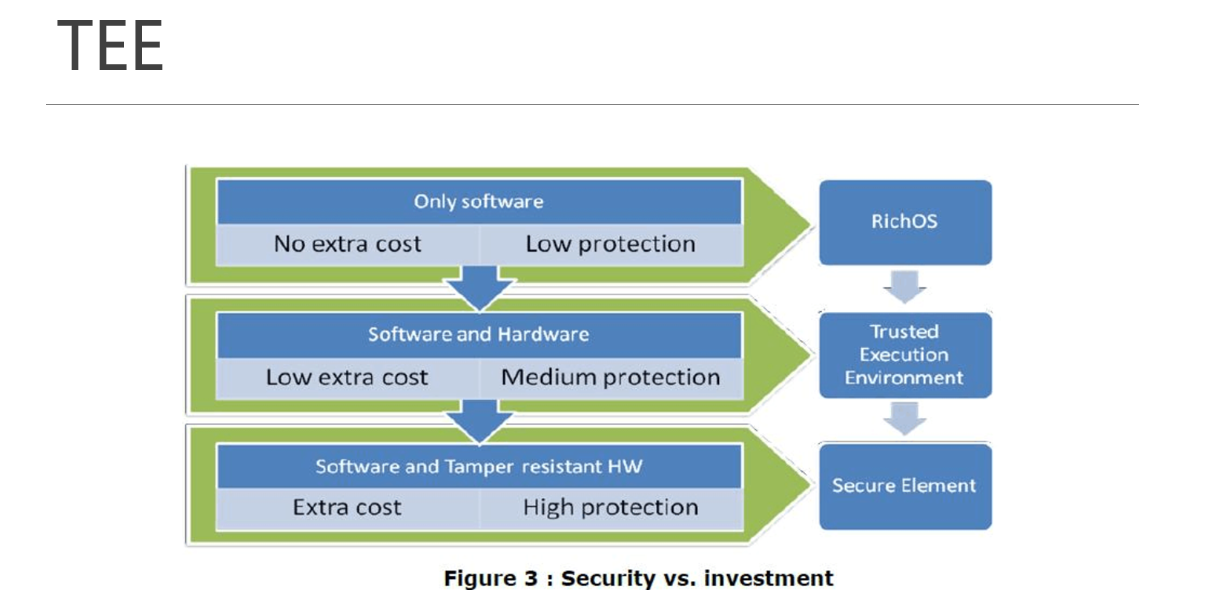 TEE
Only software
No extra cost
Low protection
RichOS
Software and Hardware
Low extra cost
Medium protection
Trusted
Execution
Environment
Software and Tamper resistant HW
Extra cost
High protection
Secure Element
Figure 3 : Security vs. investment